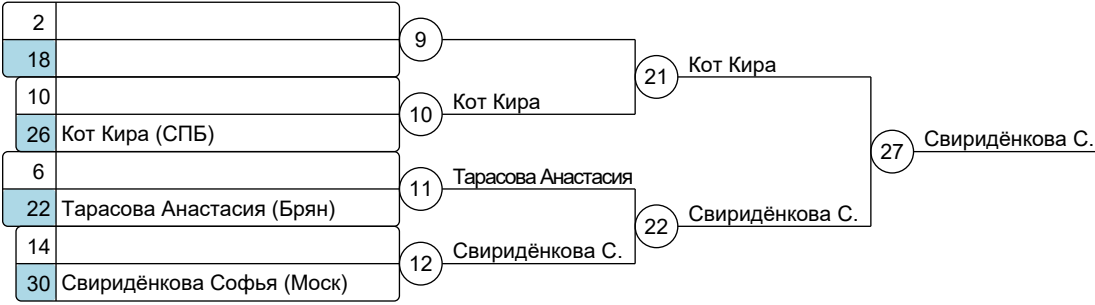 2
18
9
10
26 Кот Кира (СПБ)
10 Кот Кира
21 Кот Кира
6
22 Тарасова Анастасия (Брян)
11 Тарасова Анастасия
14
30 Свиридёнкова Софья (Моск)
12 Свиридёнкова С.
22 Свиридёнкова С.
27 Свиридёнкова С.